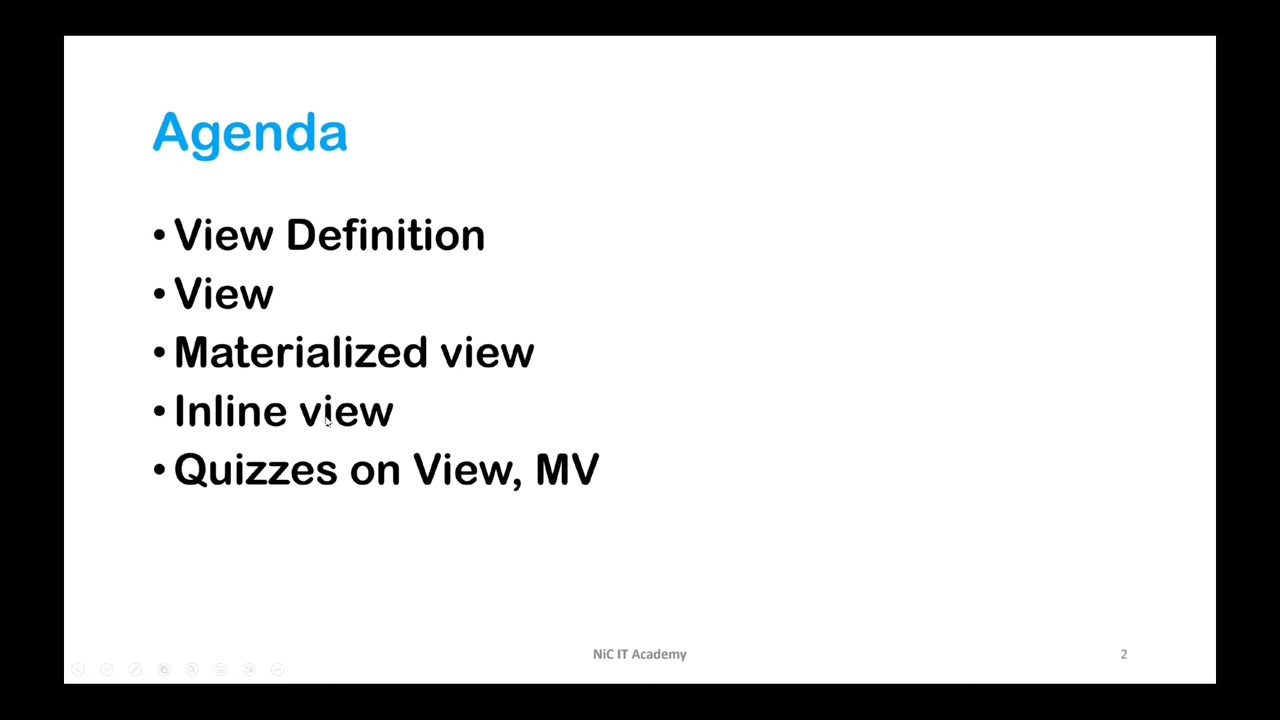 Agenda
• View Definition
• View
• Materialized view
• Inline view
• Quizzes on View, MV
NiC IT Academy
2